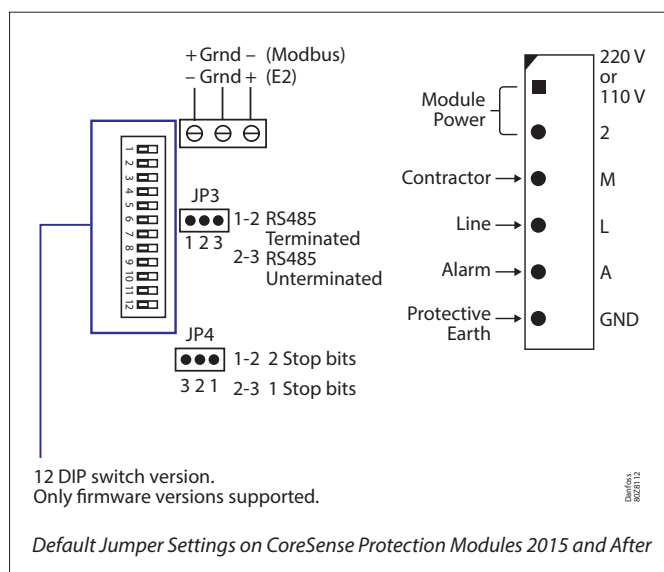 + Grnd – (Modbus)
– Grnd + (E2)
1
2
3
4
5
6
7
8
9
10
11
12
JP3
1 2 3
1-2 RS485
Terminated
2-3 RS485
Unterminated
JP4
3 2 1
1-2 2 Stop bits
2-3 1 Stop bits
Module
Power
220 V
or
110 V
2
Contractor
M
Line
L
Alarm
A
Protective
Earth
GND
12 DIP switch version.
Only firmware versions supported.
Danfoss
80Z8112
Default Jumper Settings on CoreSense Protection Modules 2015 and After